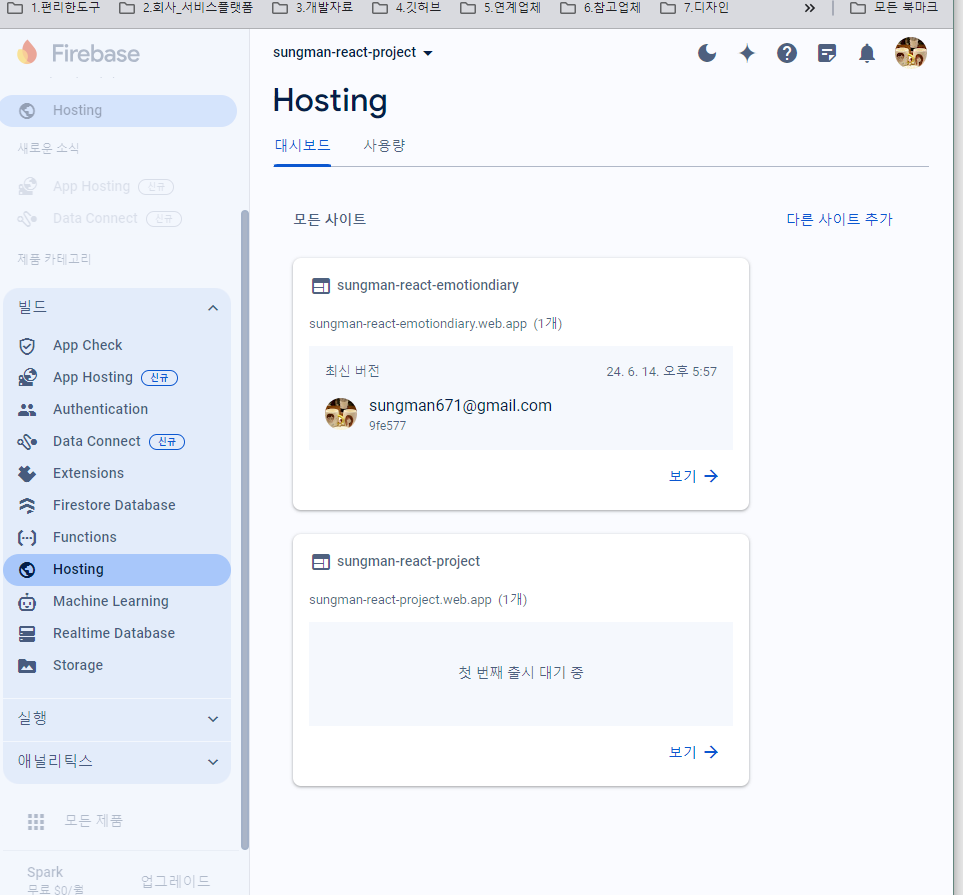 1.편리한도구 2.회사_서비스플랫폼 3.개발자료 4.깃허브 5.연계업체 6.참고업체 7.디자인 » 모든 북마크
Firebase
sungman-react-project
Hosting
Hosting
새로운 소식
App Hosting 신규
Data Connect 신규
제품 카테고리
빌드
App Check
App Hosting 신규
Authentication
Data Connect 신규
Extensions
Firestore Database
Functions
Hosting
Machine Learning
Realtime Database
Storage
실행
애널리틱스
모든 제품
Spark
무료 $0/월
업그레이드
대시보드 사용량
모든 사이트 다른 사이트 추가
sungman-react-emotiondiary
sungman-react-emotiondiary.web.app (1개)
최신 버전 24. 6. 14. 오후 5:57
sungman671@gmail.com
9fe577
보기
sungman-react-project
sungman-react-project.web.app (1개)
첫 번째 출시 대기 중
보기